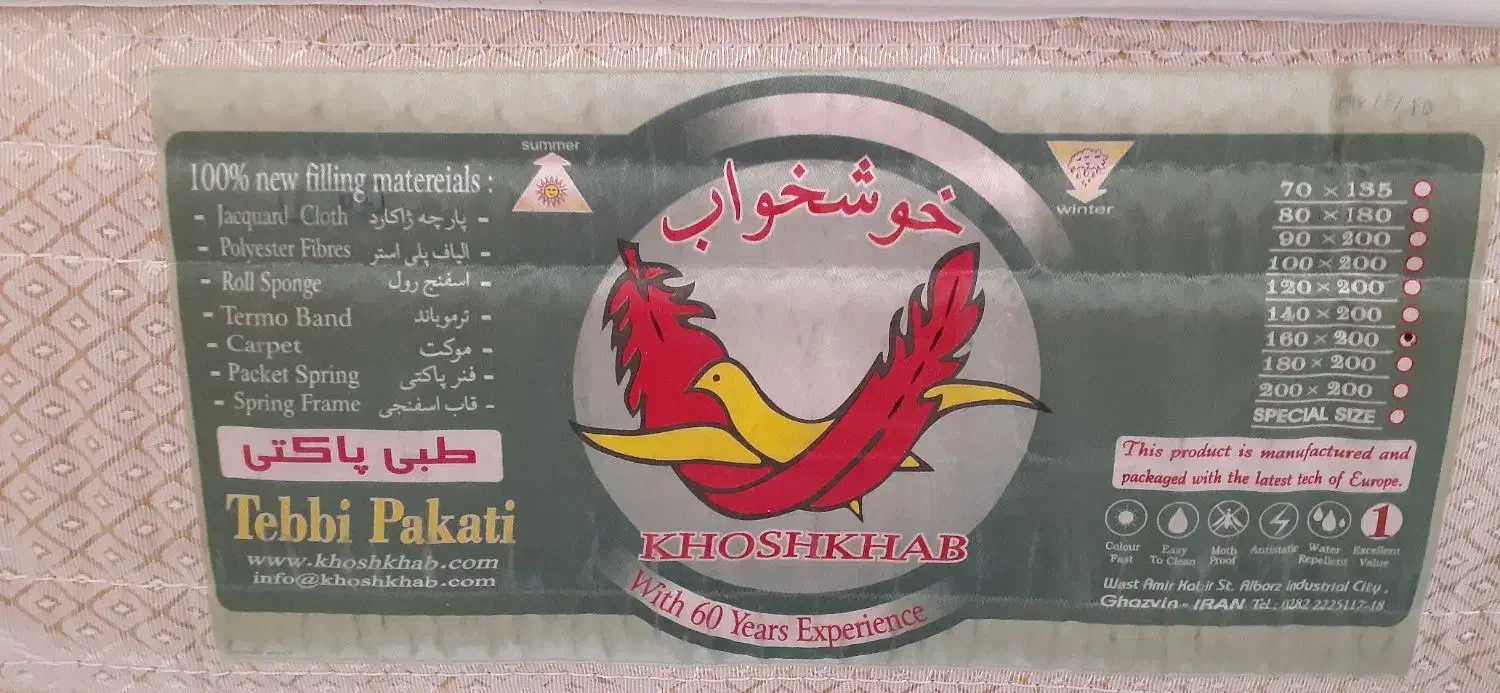 summer
100% new filling matereials :
- Jacquard Cloth پارچه ژاکارد -
- Polyester Fibres الیاف پلی استر -
- Roll Sponge اسفنج رول -
- Termo Band ترموباند -
- Carpet موکت -
- Packet Spring فنر پاکتی -
- Spring Frame قاب اسفنجی -
طبی پاکتی
Tebbi Pakati
www.khoshkhab.com
info@khoshkhab.com
خوشخواب
KHOSHKHAB
With 60 Years Experience
winter
70 × 185
80 × 180
90 × 200
100 × 200
120 × 200
140 × 200
160 × 200
180 × 200
200 × 200
SPECIAL SIZE
This product is manufactured and
packaged with the latest tech of Europe.
1
Colour Fast
Easy To Clean
Moth Proof
Antistatic
Water Repellent
Excellent Value
West Amir Kabir St. Alborz Industrial City,
Ghazvin - IRAN Tel : 0282 2225117-18